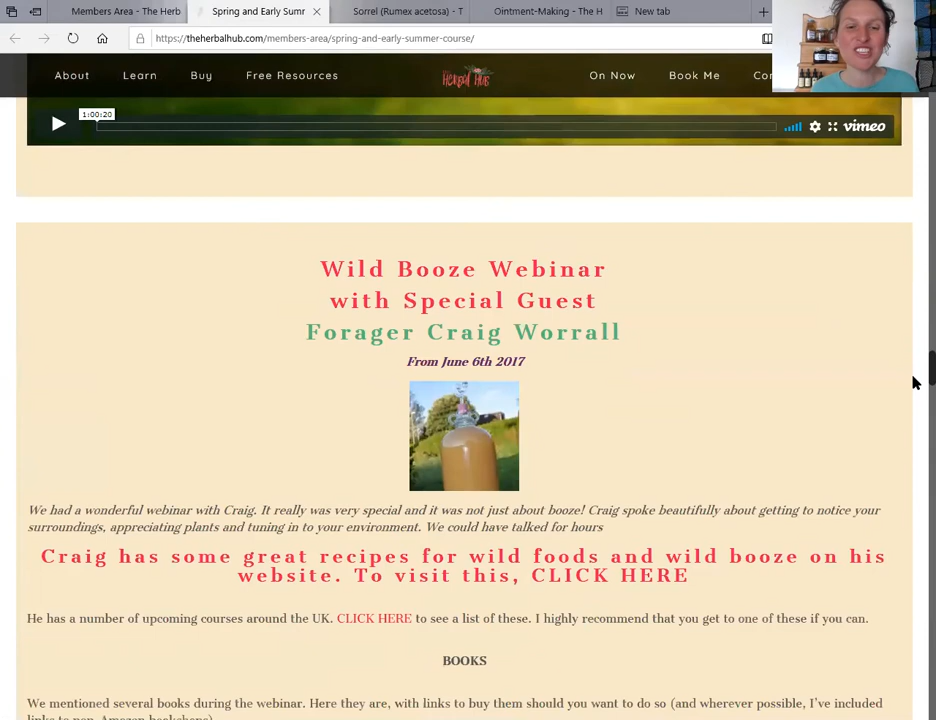 Members Area - The Herb
Spring and Early Summ
Sorrel (Rumex acetosa) - T
Ointment-Making - The H
New tab
https://theherbalhub.com/members-area/spring-and-early-summer-course/
About
Learn
Buy
Free Resources
HERBAL HUB
On Now
Book Me
Con
1:00:20
vimeo
Wild Booze Webinar
with Special Guest
Forager Craig Worrall
From June 6th 2017
We had a wonderful webinar with Craig. It really was very special and it was not just about booze! Craig spoke beautifully about getting to notice your
surroundings, appreciating plants and tuning in to your environment. We could have talked for hours
Craig has some great recipes for wild foods and wild booze on his
website. To visit this, CLICK HERE
He has a number of upcoming courses around the UK. CLICK HERE to see a list of these. I highly recommend that you get to one of these if you can.
BOOKS
We mentioned several books during the webinar. Here they are, with links to buy them should you want to do so (and wherever possible, I've included
links to non-Amazon bookshops)